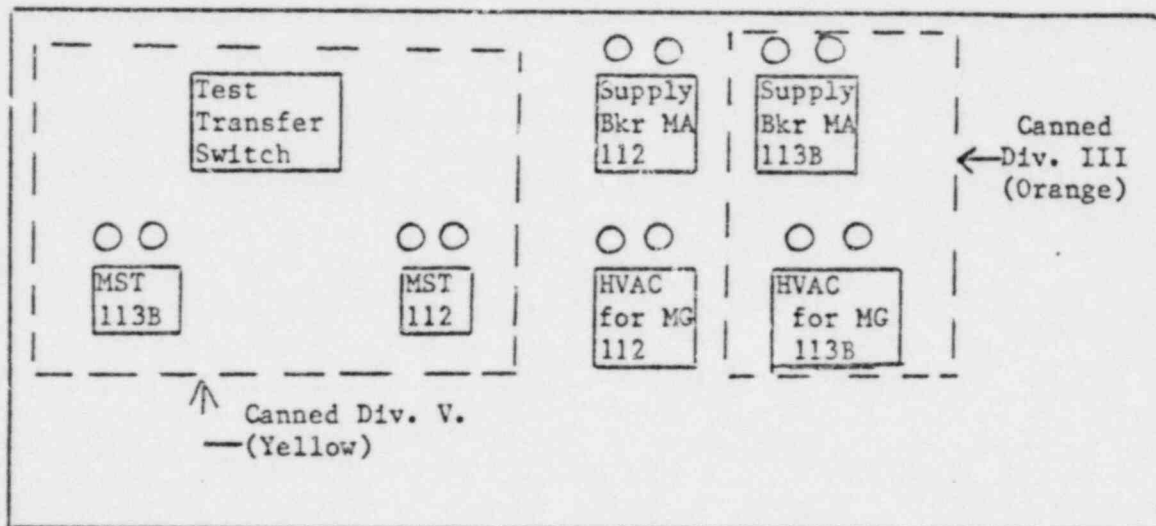 Test
Transfer
Switch
Supply
Bkr MA
112
Supply
Bkr MA
113B
Canned
Div. III
(Orange)
MST
113B
MST
112
HVAC
for MG
112
HVAC
for MG
113B
Canned Div. V.
(Yellow)